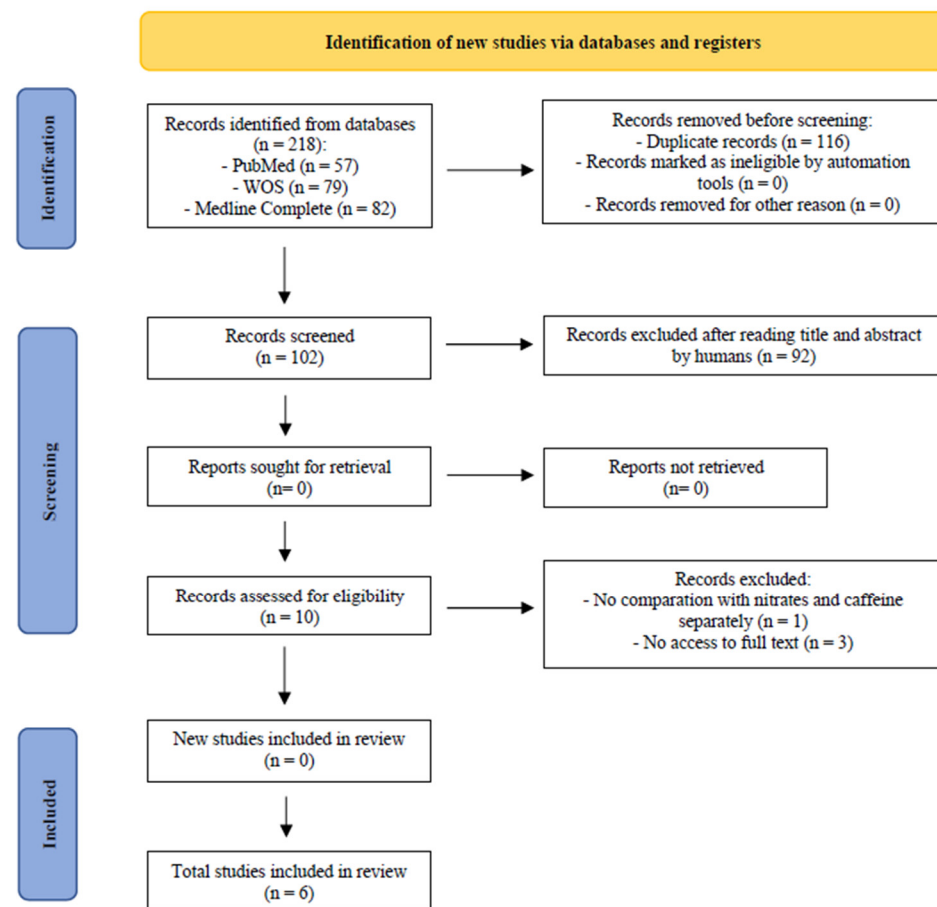 Identification of new studies via databases and registers
Identification
Records identified from databases
(n = 218):
- PubMed (n = 57)
- WOS (n = 79)
- Medline Complete (n = 82)
Records removed before screening:
- Duplicate records (n = 116)
- Records marked as ineligible by automation
tools (n = 0)
- Records removed for other reason (n = 0)
Screening
Records screened
(n = 102)
Records excluded after reading title and abstract
by humans (n = 92)
Reports sought for retrieval
(n= 0)
Reports not retrieved
(n= 0)
Records assessed for eligibility
(n = 10)
Records excluded:
- No comparation with nitrates and caffeine
separately (n = 1)
- No access to full text (n = 3)
Included
New studies included in review
(n = 0)
Total studies included in review
(n = 6)